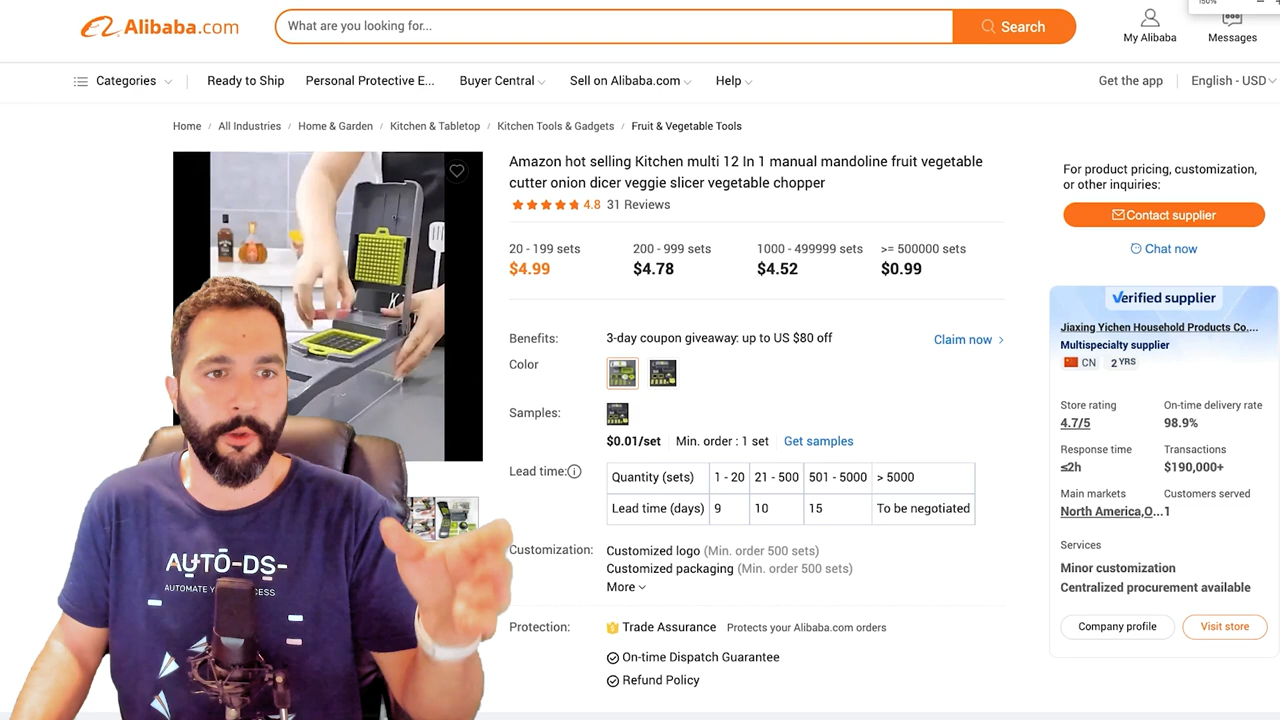 150%
Alibaba.com
What are you looking for...
Search
My Alibaba
Messages
Categories
Ready to Ship
Personal Protective E...
Buyer Central
Sell on Alibaba.com
Help
Get the app
English - USD
Home / All Industries / Home & Garden / Kitchen & Tabletop / Kitchen Tools & Gadgets / Fruit & Vegetable Tools
Amazon hot selling Kitchen multi 12 In 1 manual mandoline fruit vegetable
cutter onion dicer veggie slicer vegetable chopper
4.8 31 Reviews
20 - 199 sets 200 - 999 sets 1000 - 499999 sets >= 500000 sets
$4.99 $4.78 $4.52 $0.99
Benefits: 3-day coupon giveaway: up to US $80 off Claim now
Color
Samples:
$0.01/set Min. order : 1 set Get samples
Lead time:
Quantity (sets) 1 - 20 21 - 500 501 - 5000 > 5000
Lead time (days) 9 10 15 To be negotiated
Customization: Customized logo (Min. order 500 sets)
Customized packaging (Min. order 500 sets)
More
Protection: Trade Assurance Protects your Alibaba.com orders
On-time Dispatch Guarantee
Refund Policy
For product pricing, customization,
or other inquiries:
Contact supplier
Chat now
Verified supplier
Jiaxing Yichen Household Products Co....
Multispecialty supplier
CN 2 YRS
Store rating On-time delivery rate
4.7/5 98.9%
Response time Transactions
≤2h $190,000+
Main markets Customers served
North America,O... 1
Services
Minor customization
Centralized procurement available
Company profile Visit store
AUTO-DS-
AUTOMATE